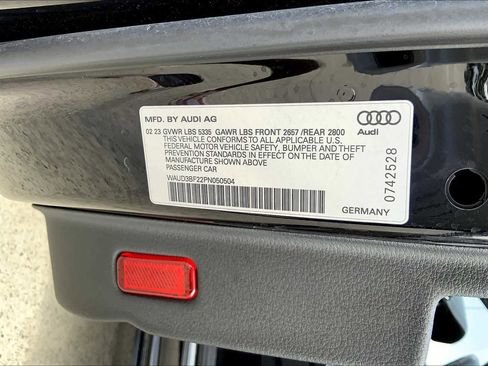 MFD. BY AUDI AG
02 23 GVWR LBS 5335 GAWR LBS FRONT 2657 /REAR 2800
THIS VEHICLE CONFORMS TO ALL APPLICABLE U.S.
FEDERAL MOTOR VEHICLE SAFETY, BUMPER AND THEFT
PREVENTION STANDARDS IN EFFECT ON THE DATE OF
MANUFACTURE SHOWN ABOVE
PASSENGER CAR
WAUD3BF22PN050504
Audi
0742528
GERMANY